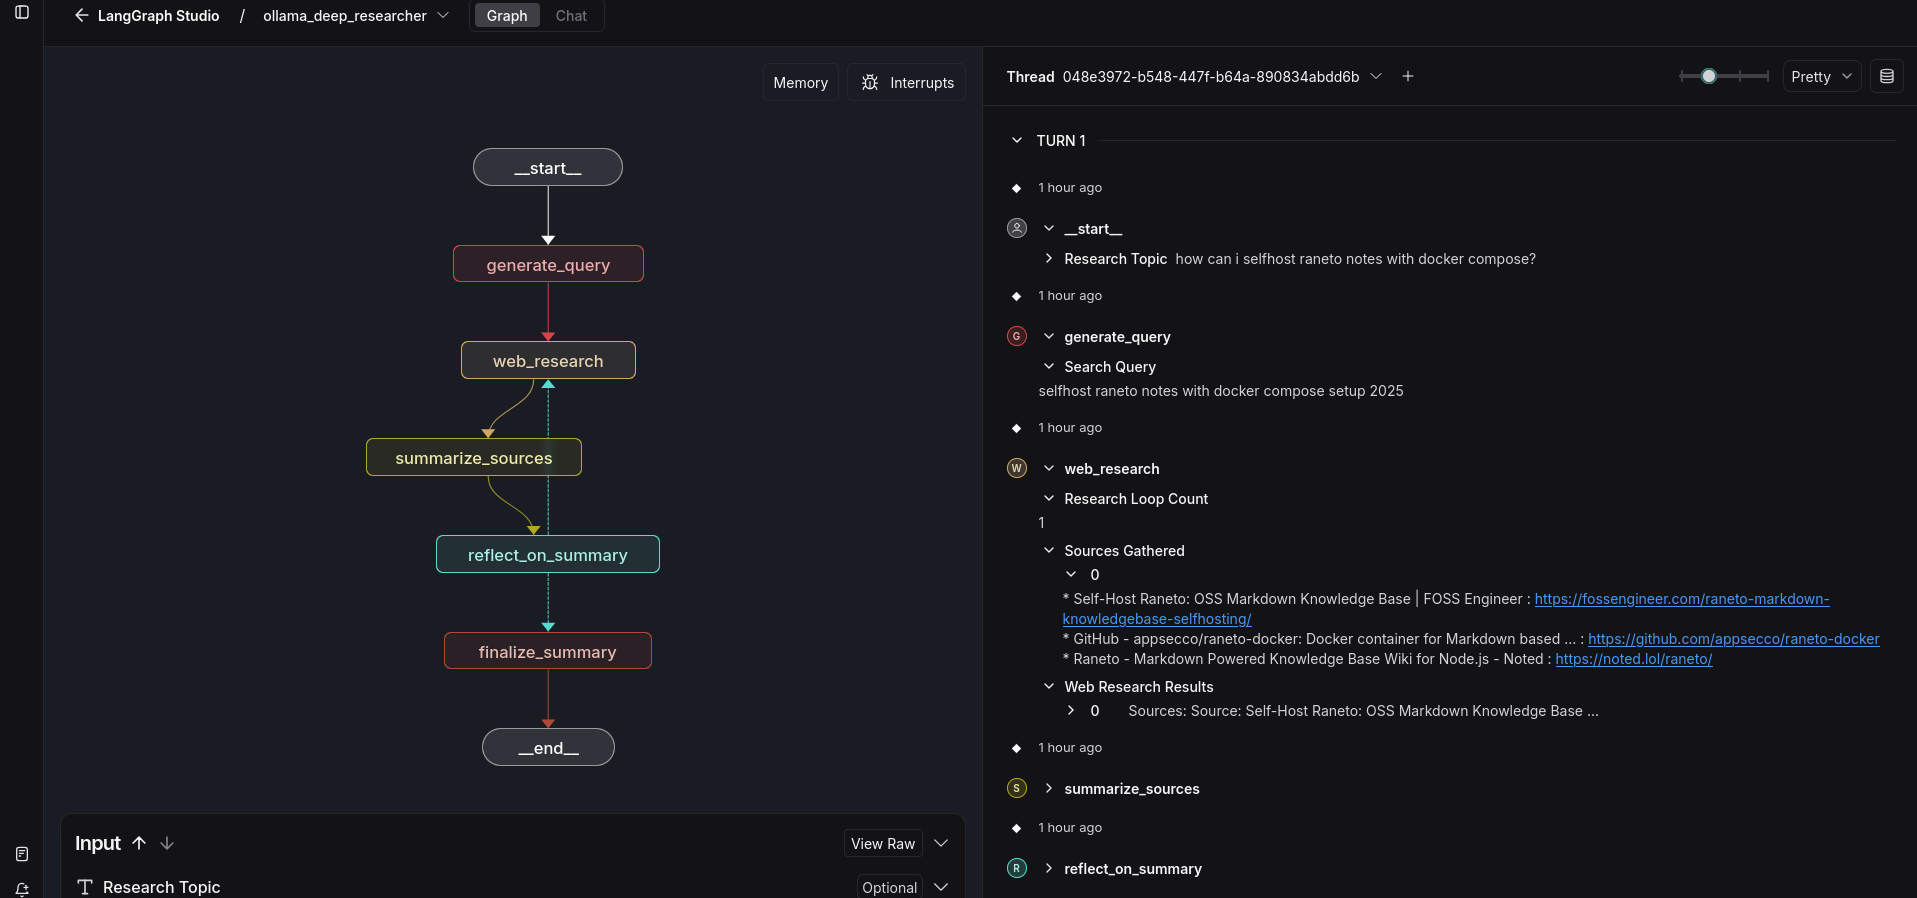 LangGraph Studio / ollama_deep_researcher Graph Chat
Memory Interrupts
__start__
generate_query
web_research
summarize_sources
reflect_on_summary
finalize_summary
__end__
Input View Raw
Research Topic Optional
Thread 048e3972-b548-447f-b64a-890834abdd6b + Pretty
TURN 1
1 hour ago
__start__
Research Topic how can i selfhost raneto notes with docker compose?
1 hour ago
G generate_query
Search Query
selfhost raneto notes with docker compose setup 2025
1 hour ago
W web_research
Research Loop Count
1
Sources Gathered
0
* Self-Host Raneto: OSS Markdown Knowledge Base | FOSS Engineer : https://fossengineer.com/raneto-markdown-
knowledgebase-selfhosting/
* GitHub - appsecco/raneto-docker: Docker container for Markdown based ... : https://github.com/appsecco/raneto-docker
* Raneto - Markdown Powered Knowledge Base Wiki for Node.js - Noted : https://noted.lol/raneto/
Web Research Results
0 Sources: Source: Self-Host Raneto: OSS Markdown Knowledge Base ...
1 hour ago
S summarize_sources
1 hour ago
R reflect_on_summary